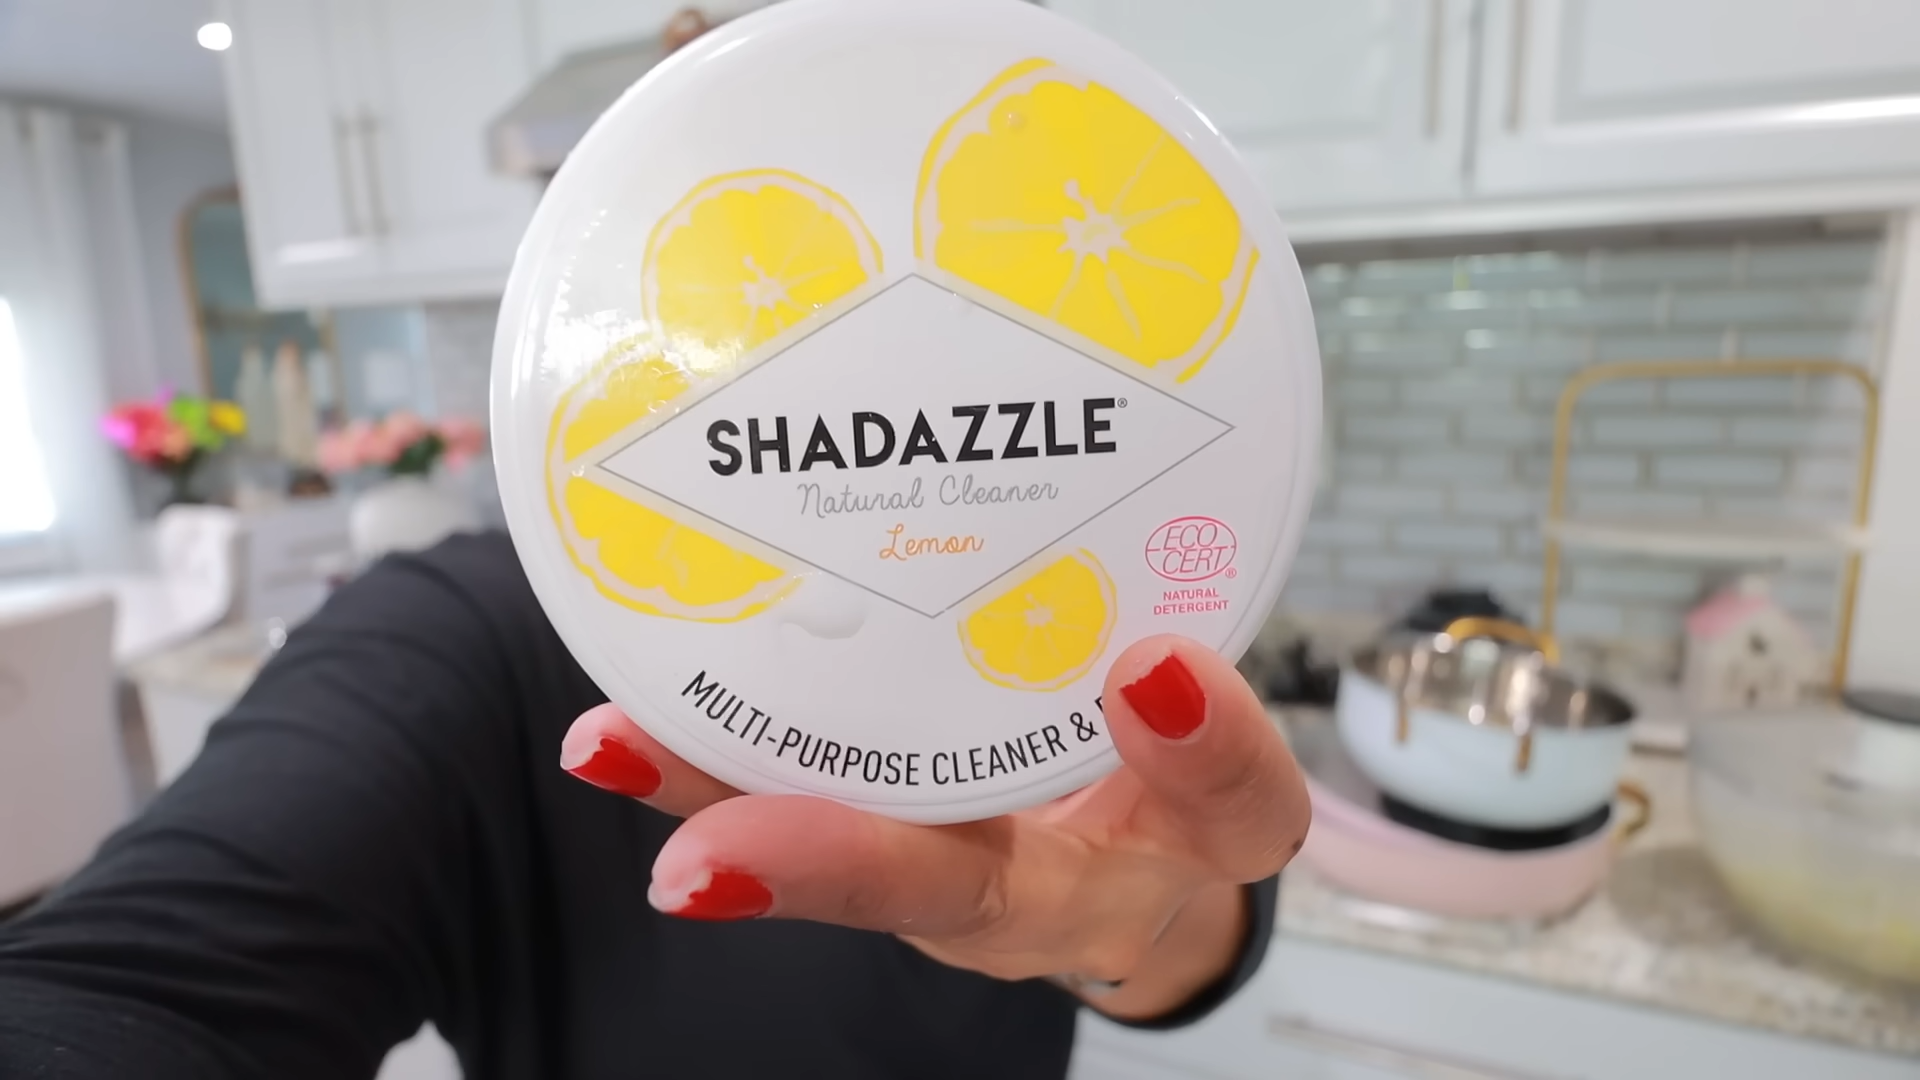 SHADAZZLE®
Natural Cleaner
Lemon
ECO
CERT®
NATURAL
DETERGENT
MULTI-PURPOSE CLEANER &